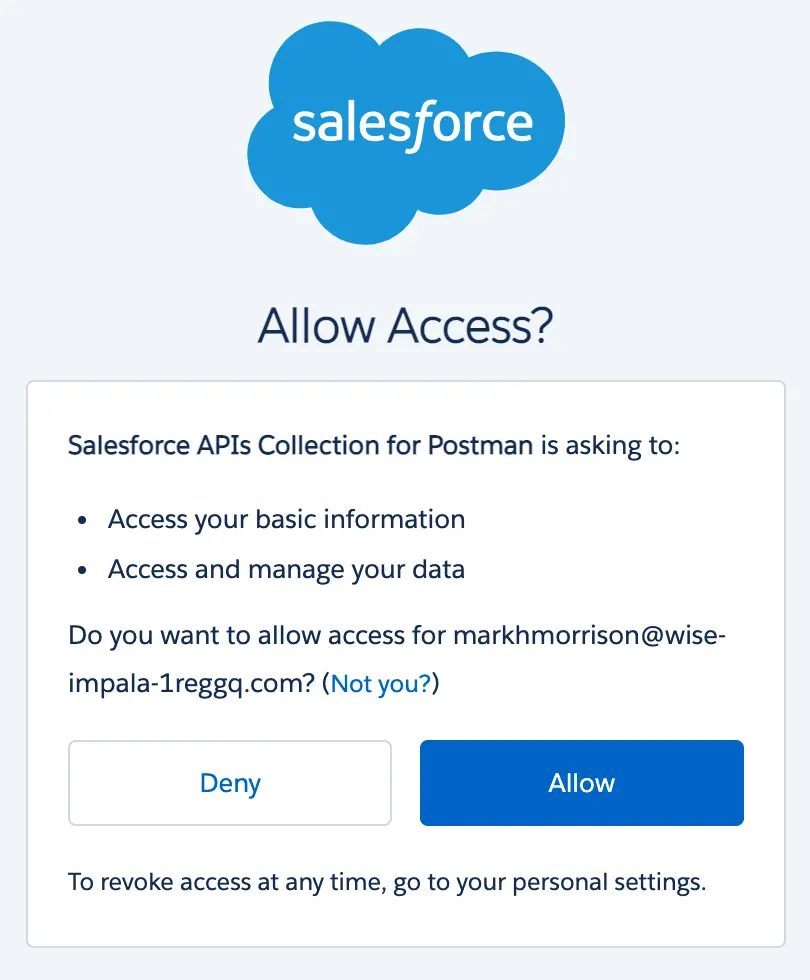 salesforce
Allow Access?
Salesforce APIs Collection for Postman is asking to:
• Access your basic information
• Access and manage your data
Do you want to allow access for markhmorrison@wise-
impala-1reggq.com? (Not you?)
Deny
Allow
To revoke access at any time, go to your personal settings.